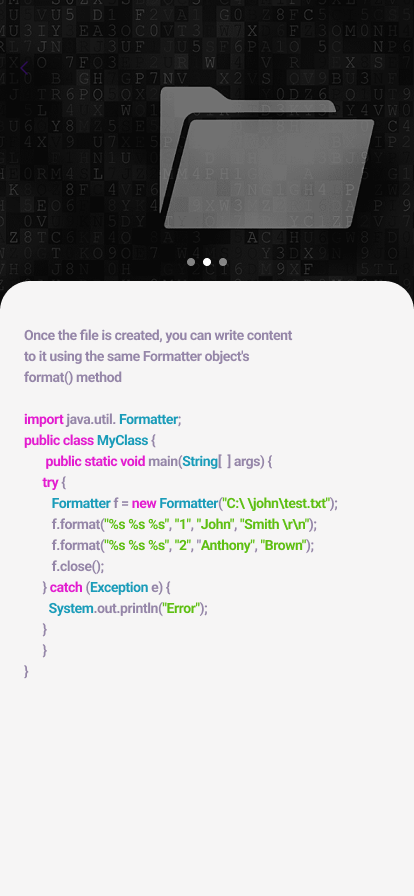 Once the file is created, you can write content
to it using the same Formatter object's
format() method
import java.util. Formatter;
public class MyClass {
public static void main(String[ ] args) {
try {
Formatter f = new Formatter("C:\ \john\test.txt");
f.format("%s %s %s", "1", "John", "Smith \r\n");
f.format("%s %s %s", "2", "Anthony", "Brown");
f.close();
} catch (Exception e) {
System.out.println("Error");
}
}
}